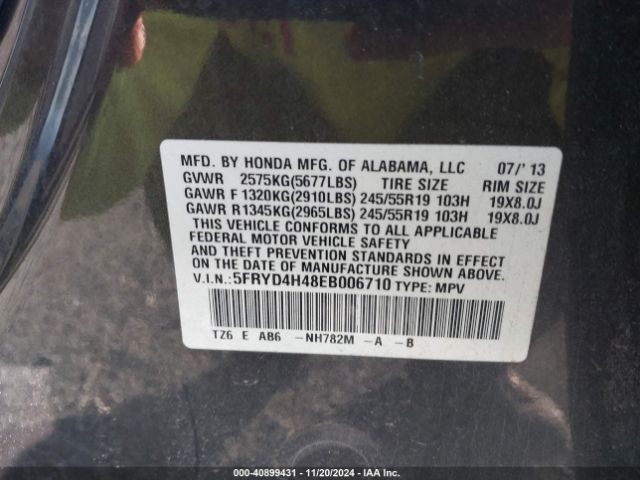 MFD. BY HONDA MFG. OF ALABAMA, LLC 07/'13
GVWR 2575KG(5677LBS) TIRE SIZE RIM SIZE
GAWR F 1320KG(2910LBS) 245/55R19 103H 19X8.0J
GAWR R1345KG(2965LBS) 245/55R19 103H 19X8.0J
THIS VEHICLE CONFORMS TO ALL APPLICABLE
FEDERAL MOTOR VEHICLE SAFETY
AND THEFT PREVENTION STANDARDS IN EFFECT
ON THE DATE OF MANUFACTURE SHOWN ABOVE.
V.I.N.: 5FRYD4H48EB006710 TYPE: MPV
TZ6 E AB6 -NH782M -A -B
000-40899431 - 11/20/2024 - IAA Inc.